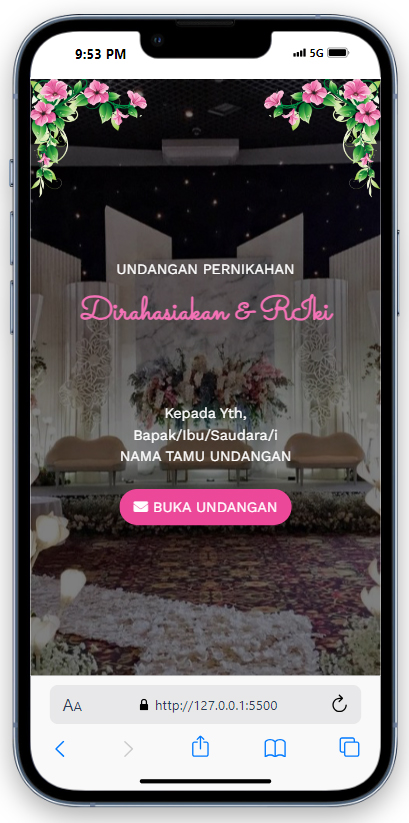 9:53 PM
5G
UNDANGAN PERNIKAHAN
Dirahasiakan & RIki
Kepada Yth,
Bapak/Ibu/Saudara/i
NAMA TAMU UNDANGAN
BUKA UNDANGAN
AA
http://127.0.0.1:5500